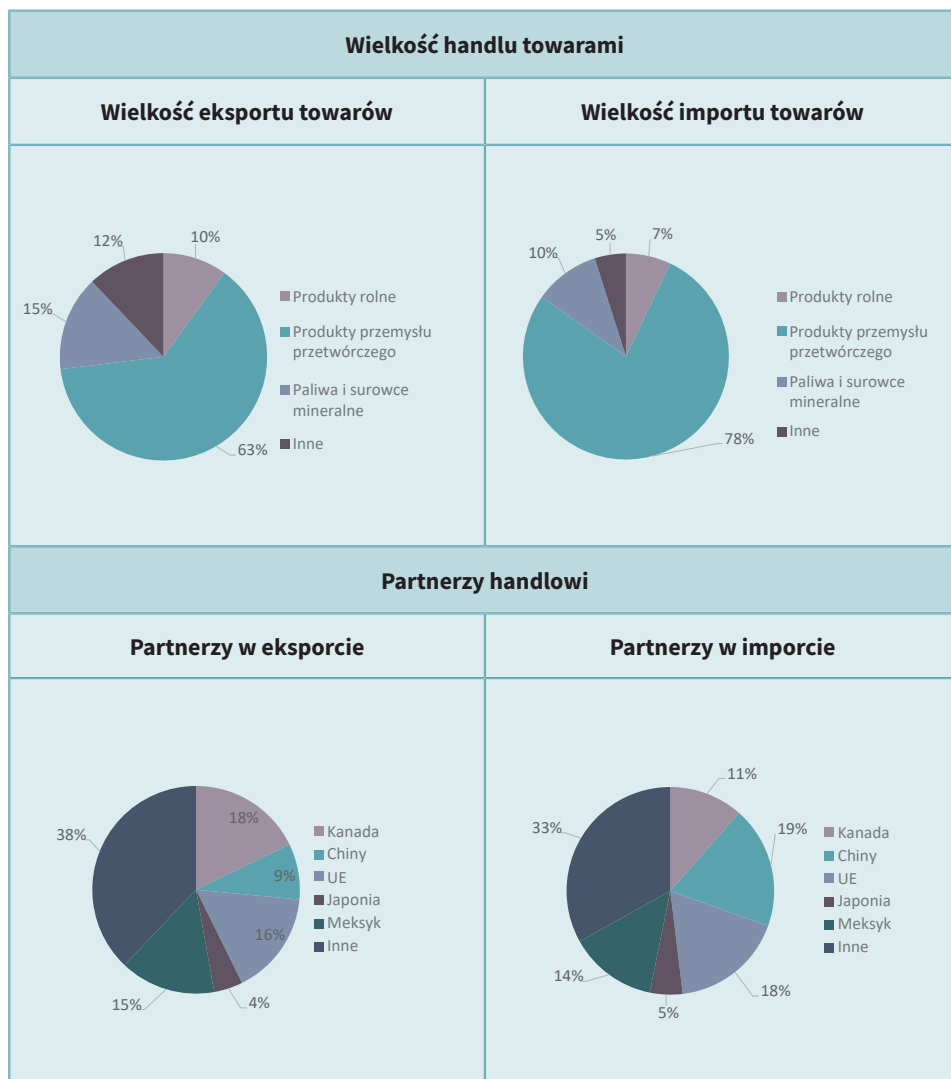 Wielkość handlu towarami
Wielkość eksportu towarów
Wielkość importu towarów
12%
10%
15%
63%
Produkty rolne
Produkty przemysłu
przetwórczego
Paliwa i surowce
mineralne
Inne
5%
7%
10%
78%
Produkty rolne
Produkty przemysłu
przetwórczego
Paliwa i surowce
mineralne
Inne
Partnerzy handlowi
Partnerzy w eksporcie
Partnerzy w imporcie
38%
18%
9%
16%
15%
4%
Kanada
Chiny
UE
Japonia
Meksyk
Inne
11%
33%
19%
14%
18%
5%
Kanada
Chiny
UE
Japonia
Meksyk
Inne